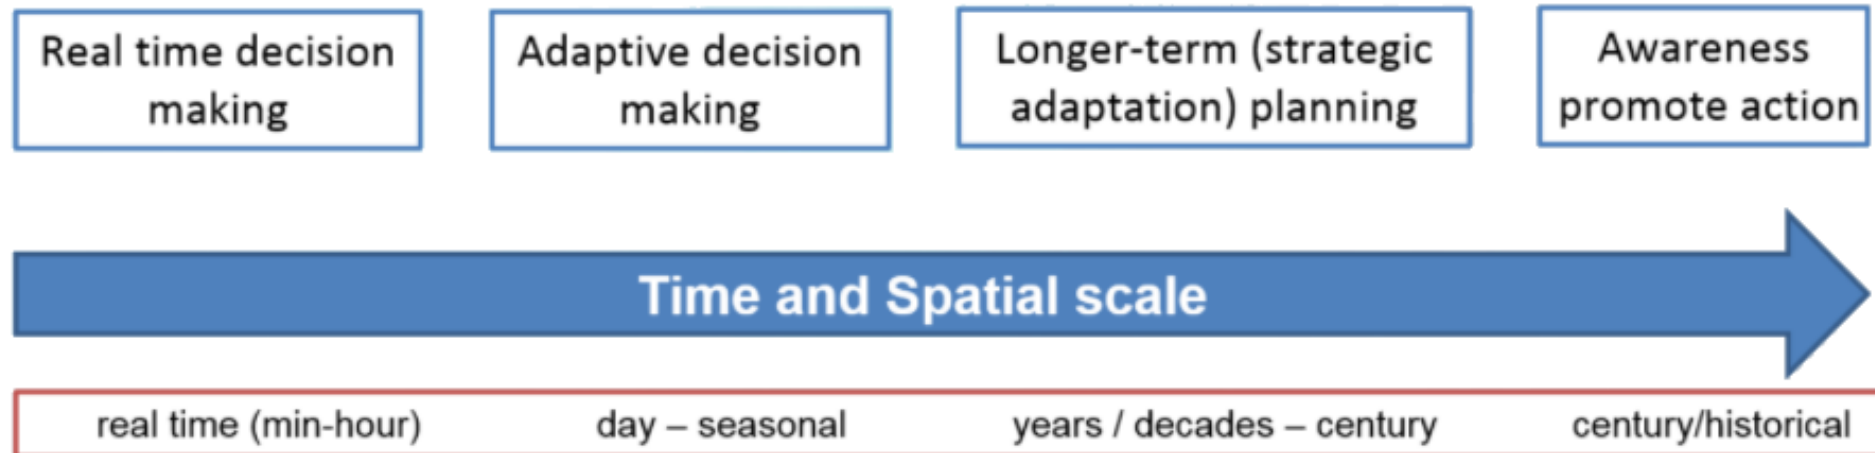 Real time decision
making
Adaptive decision
making
Longer-term (strategic
adaptation) planning
Awareness
promote action
Time and Spatial scale
real time (min-hour)
day – seasonal
years / decades – century
century/historical